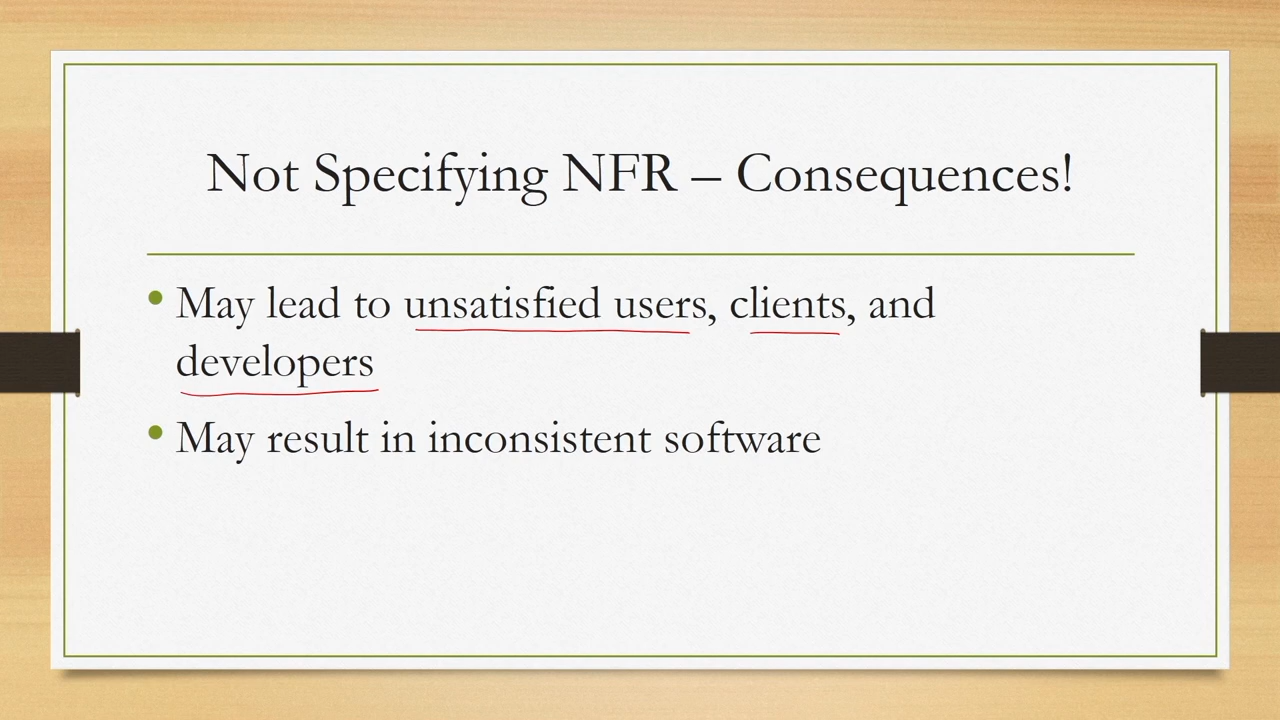 Not Specifying NFR – Consequences!
• May lead to unsatisfied users, clients, and
developers
• May result in inconsistent software